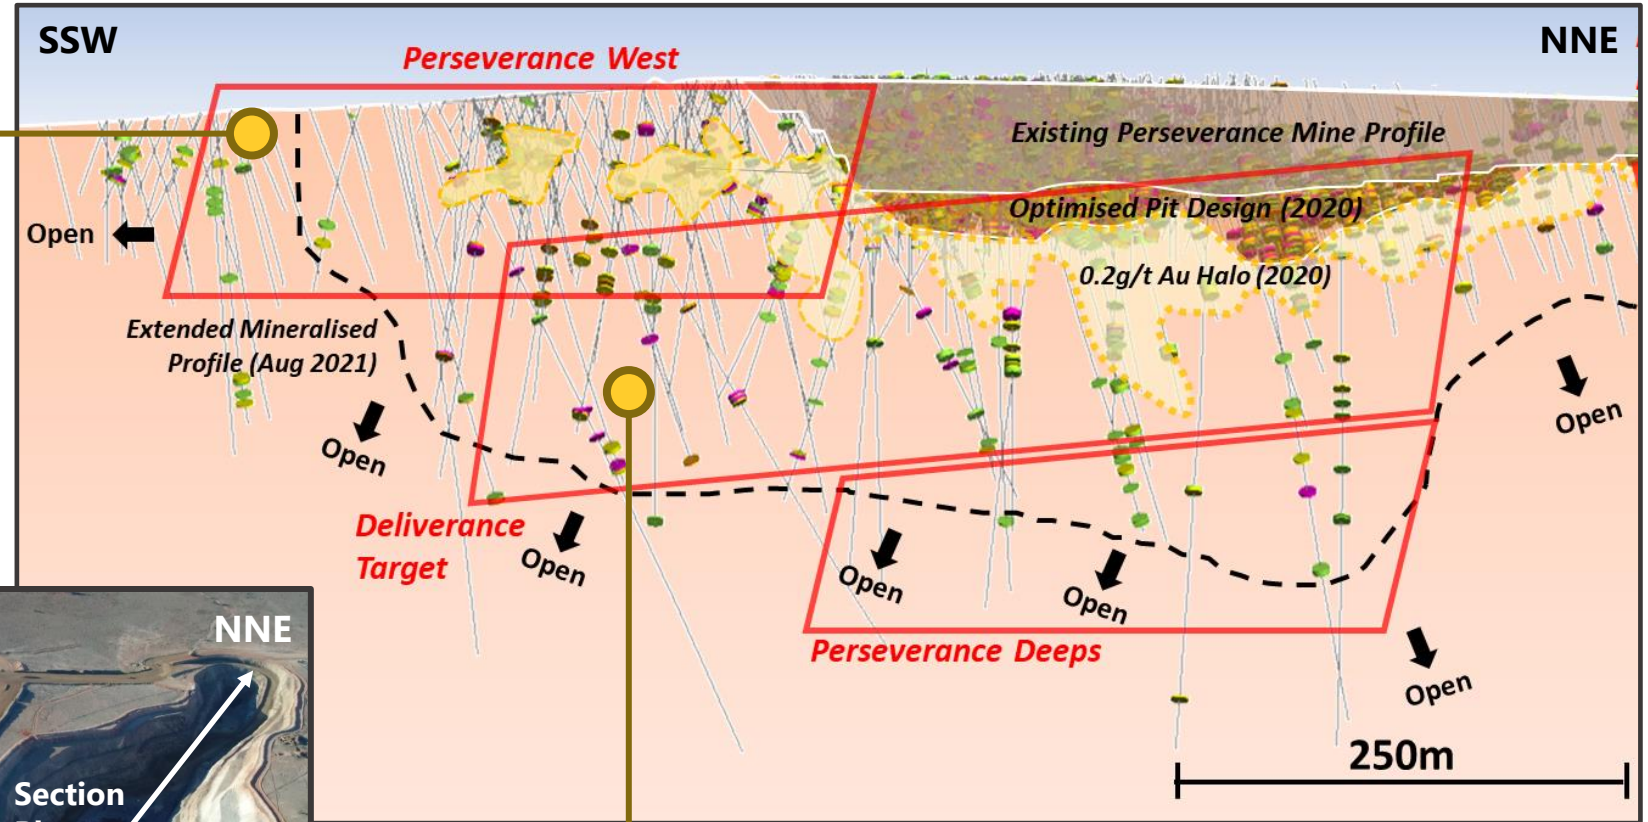 SSW
NNE
Perseverance West
Existing Perseverance Mine Profile
Optimised Pit Design (2020)
0.2g/t Au Halo (2020)
Open
Extended Mineralised
Profile (Aug 2021)
Open
Open
Deliverance
Target
Open
Open
Open
Perseverance Deeps
Open
250m
NNE
Section